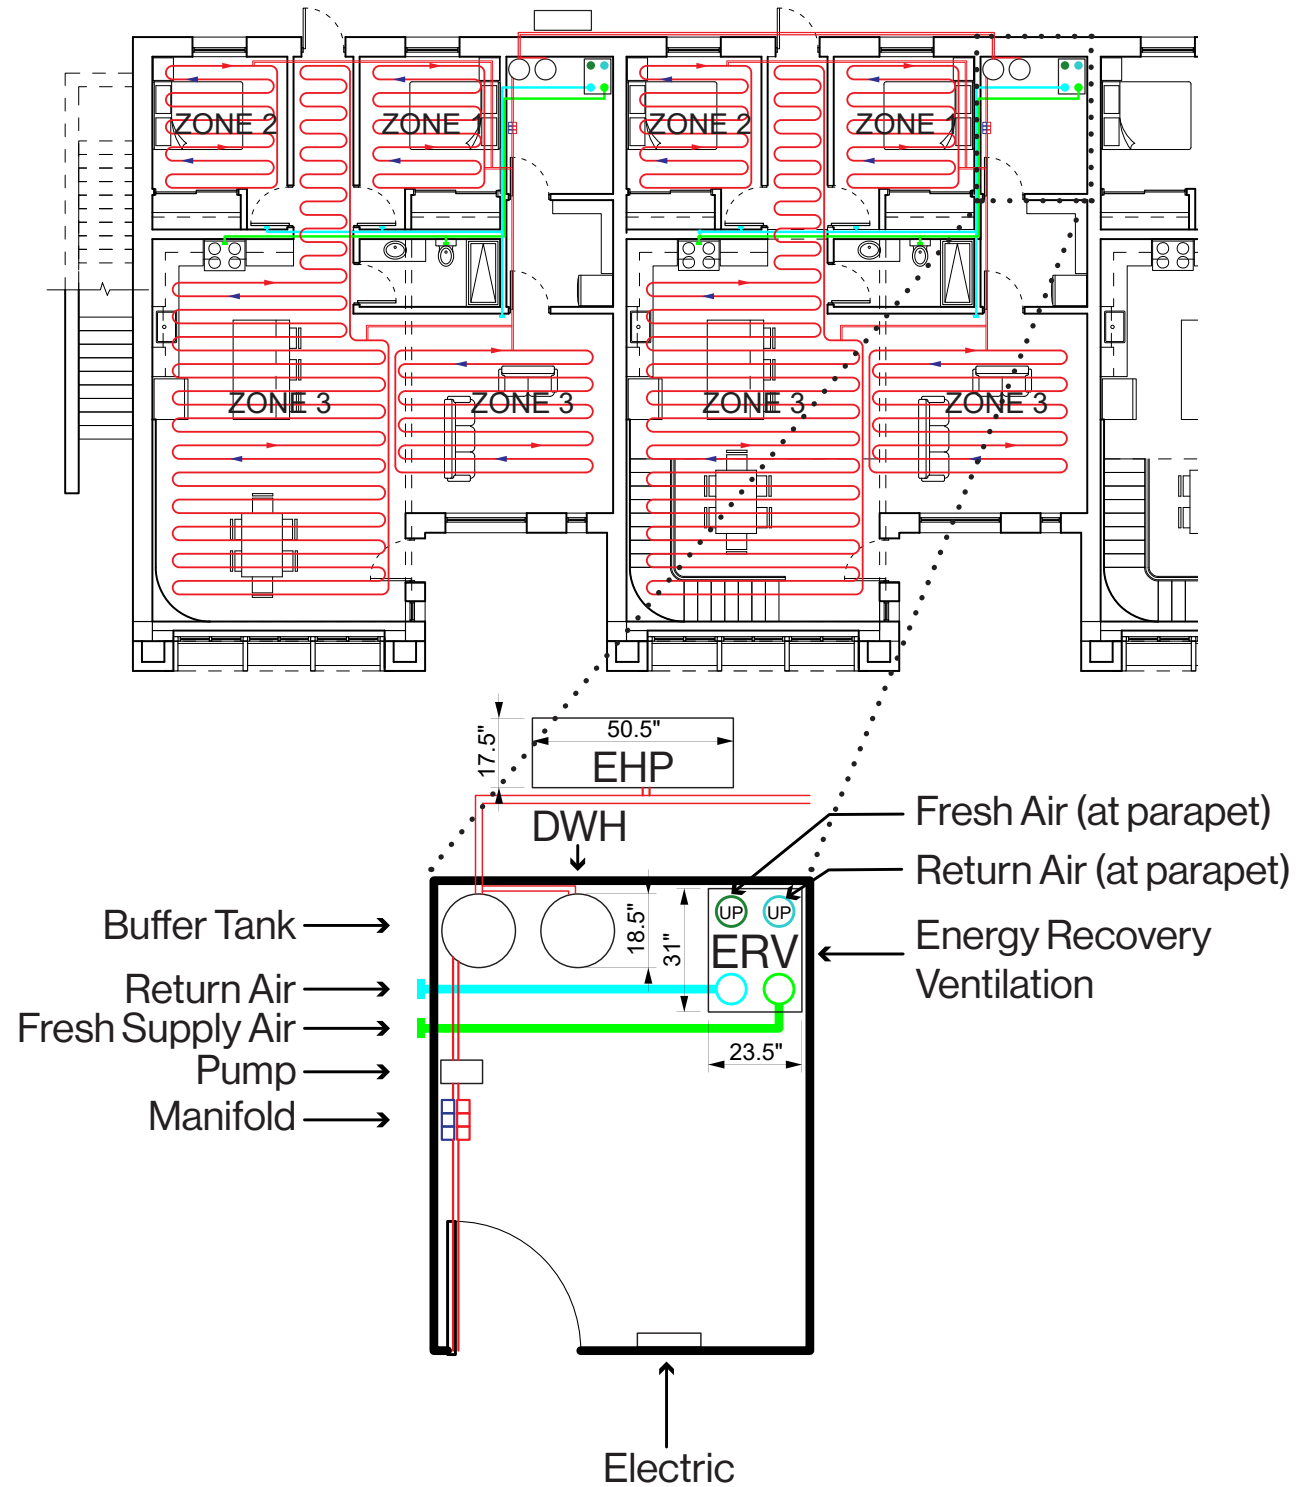 ZONE 2
ZONE 1
ZONE 2
ZONE 1
ZONE 3
ZONE 3
ZONE 3
ZONE 3
17.5"
50.5"
EHP
DWH
Fresh Air (at parapet)
Return Air (at parapet)
Buffer Tank
UP
UP
18.5"
31"
ERV
Energy Recovery
Ventilation
Return Air
Fresh Supply Air
23.5"
Pump
Manifold
Electric